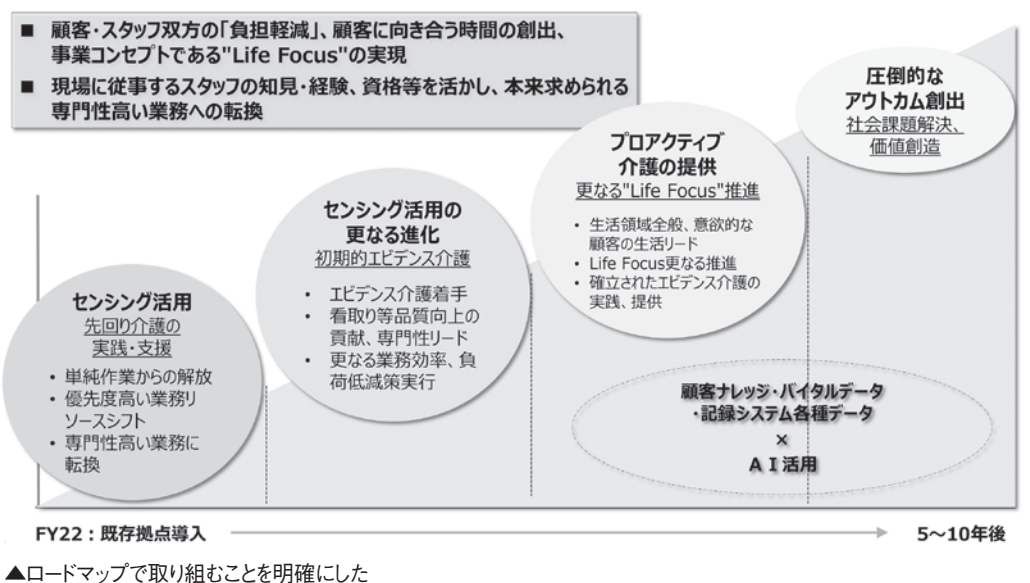 ■ 顧客・スタッフ双方の「負担軽減」、顧客に向き合う時間の創出、
事業コンセプトである"Life Focus"の実現
■ 現場に従事するスタッフの知見・経験、資格等を活かし、本来求められる
専門性高い業務への転換
センシング活用
先回り介護の
実践・支援
• 単純作業からの解放
• 優先度高い業務リ
ソースシフト
• 専門性高い業務に
転換
センシング活用の
更なる進化
初期的エビデンス介護
• エビデンス介護着手
• 看取り等品質向上の
貢献、専門性リード
• 更なる業務効率、負
荷低減策実行
プロアクティブ
介護の提供
更なる"Life Focus"推進
• 生活領域全般、意欲的な
顧客の生活リード
• Life Focus更なる推進
• 確立されたエビデンス介護の
実践、提供
圧倒的な
アウトカム創出
社会課題解決、
価値創造
顧客ナレッジ・バイタルデータ
・記録システム各種データ
×
AI活用
FY22：既存拠点導入
5～10年後
▲ロードマップで取り組むことを明確にした